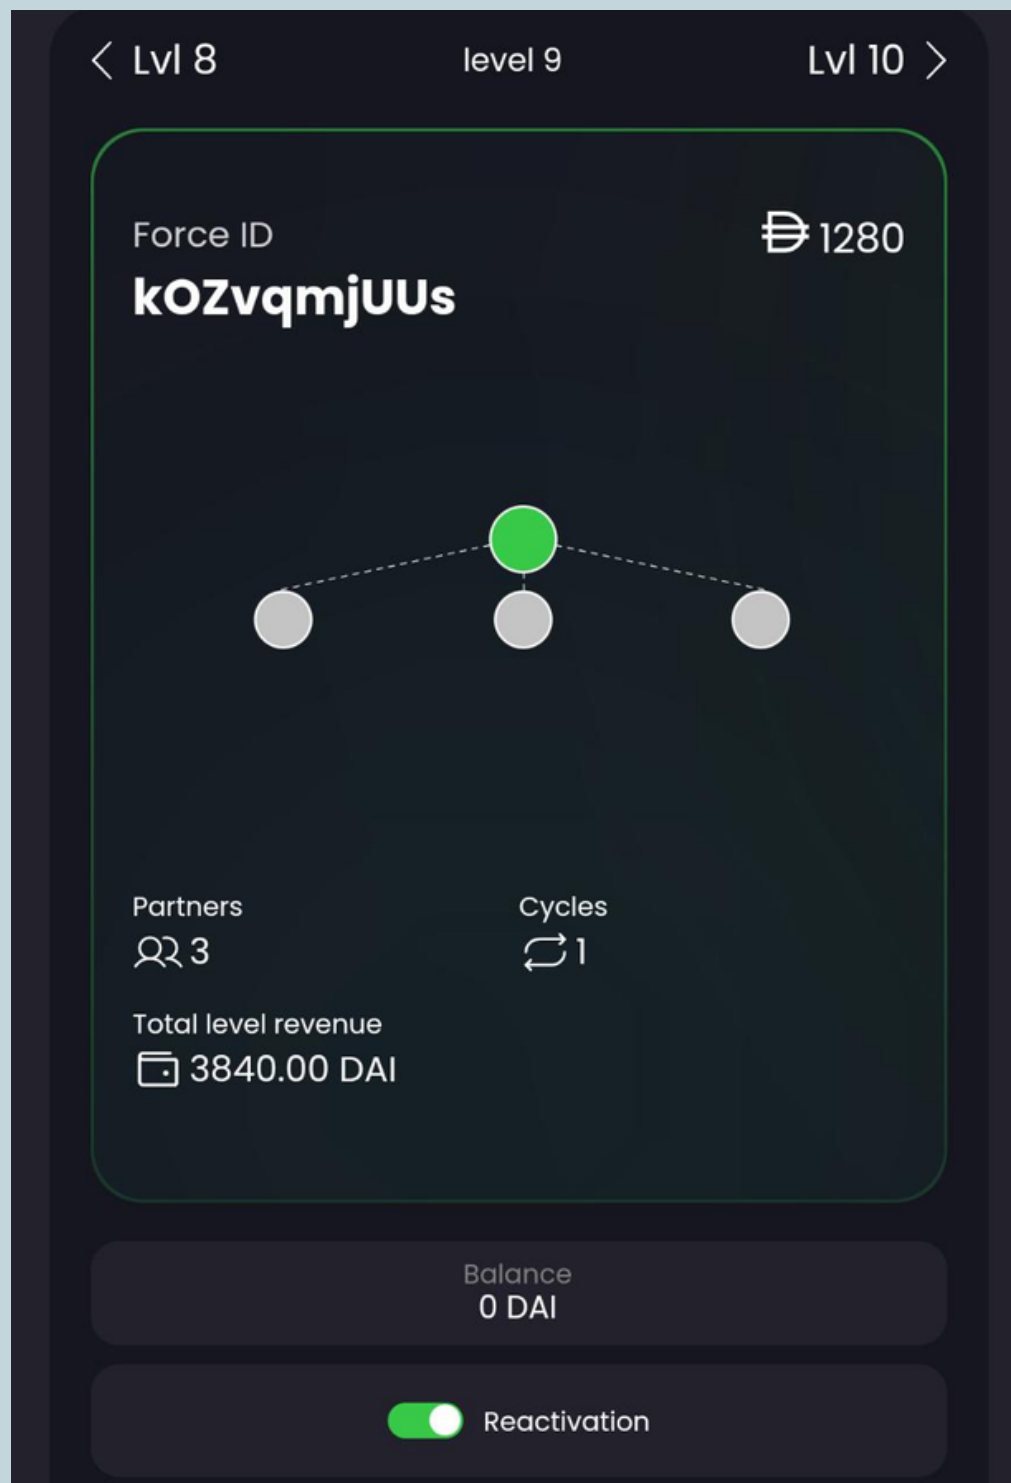 Lvl 8 level 9 Lvl 10
Force ID 1280
kOZvqmjUUs
Partners Cycles
3 1
Total level revenue
3840.00 DAI
Balance
0 DAI
Reactivation